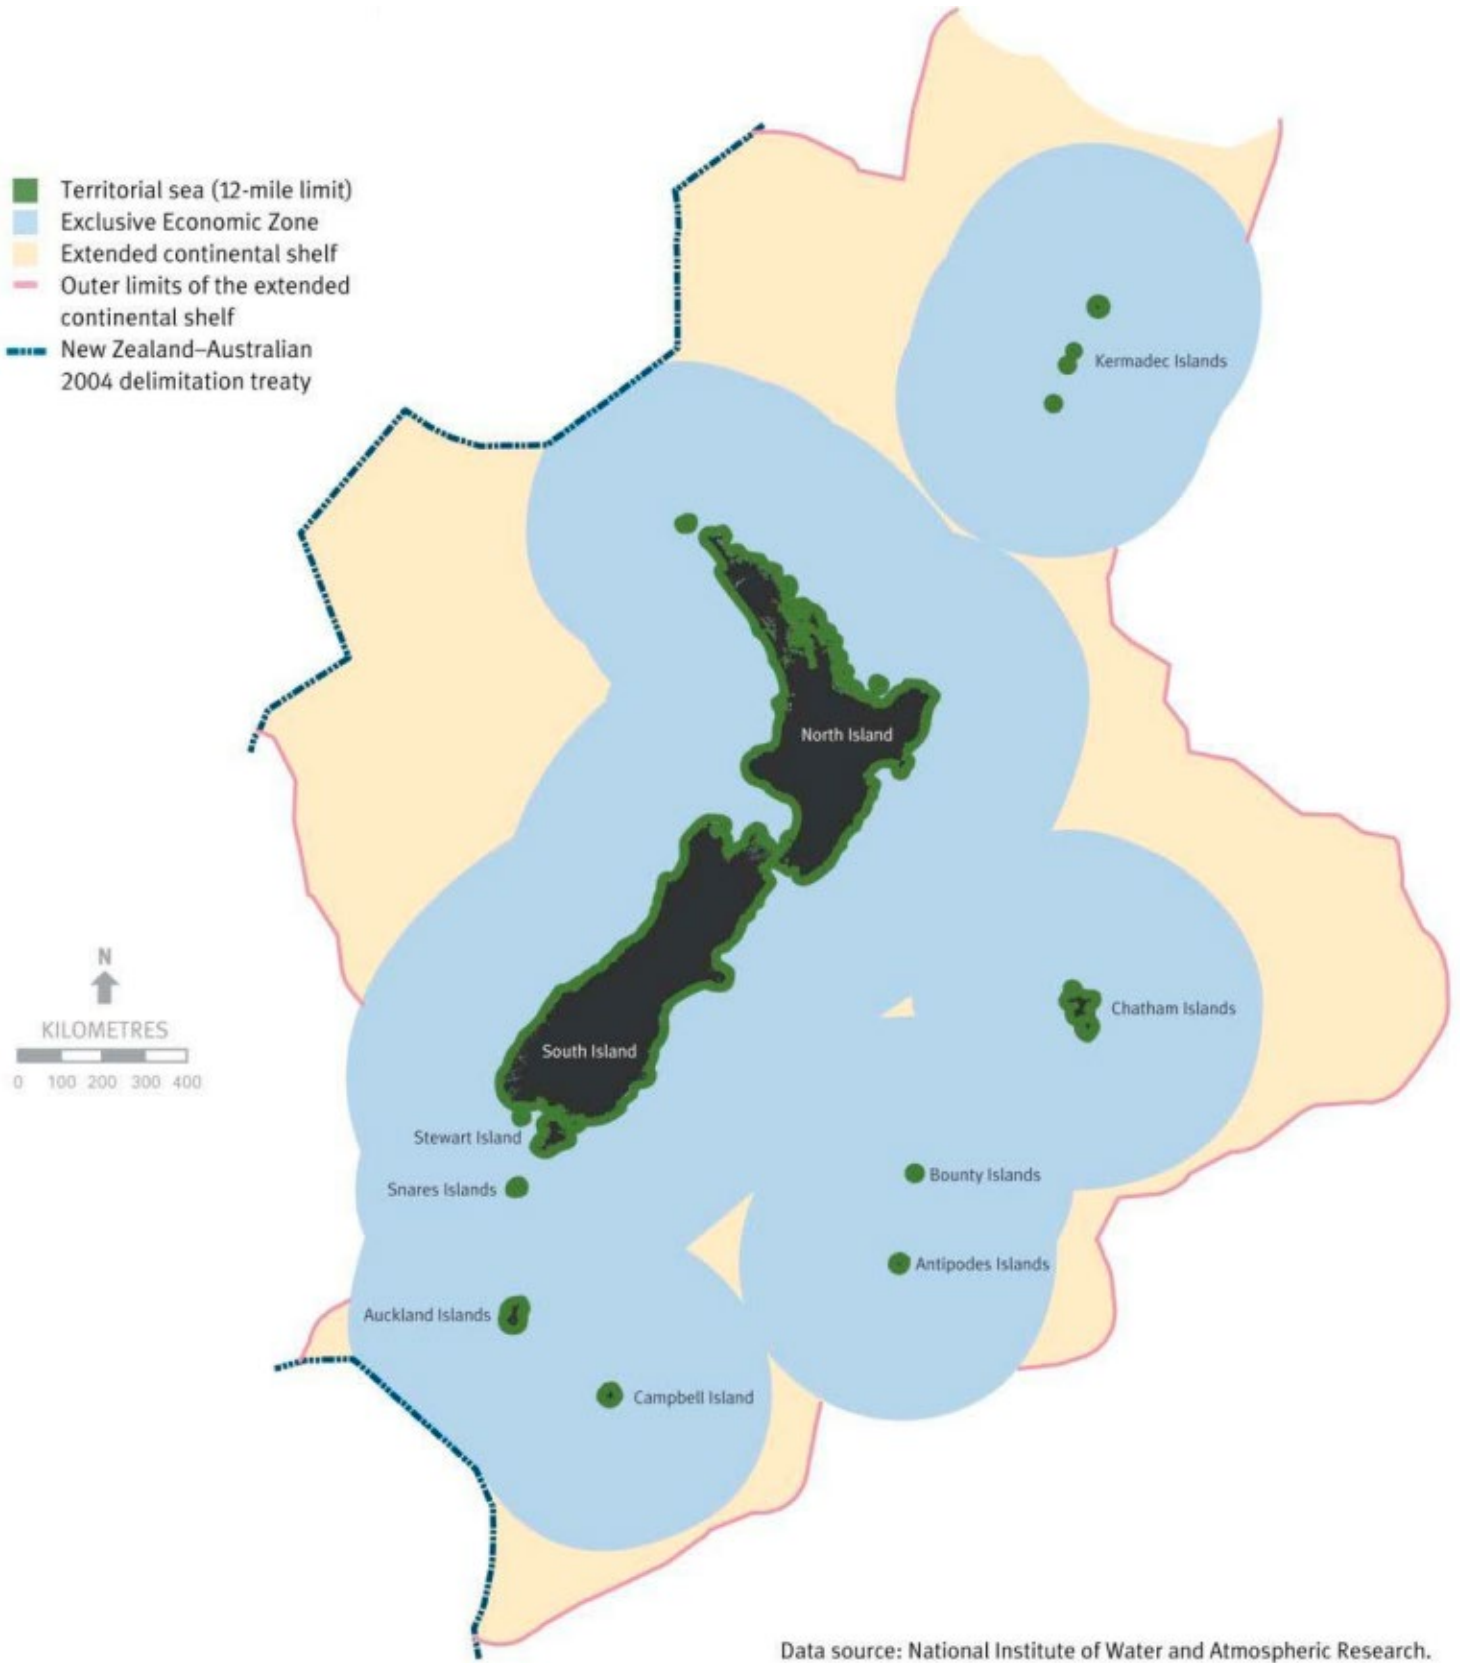 Territorial sea (12-mile limit)
Exclusive Economic Zone
Extended continental shelf
Outer limits of the extended
continental shelf
New Zealand–Australian
2004 delimitation treaty
Kermadec Islands
North Island
N
KILOMETRES
0 100 200 300 400
Chatham Islands
South Island
Stewart Island
Snares Islands
Bounty Islands
Antipodes Islands
Auckland Islands
Campbell Island
Data source: National Institute of Water and Atmospheric Research.